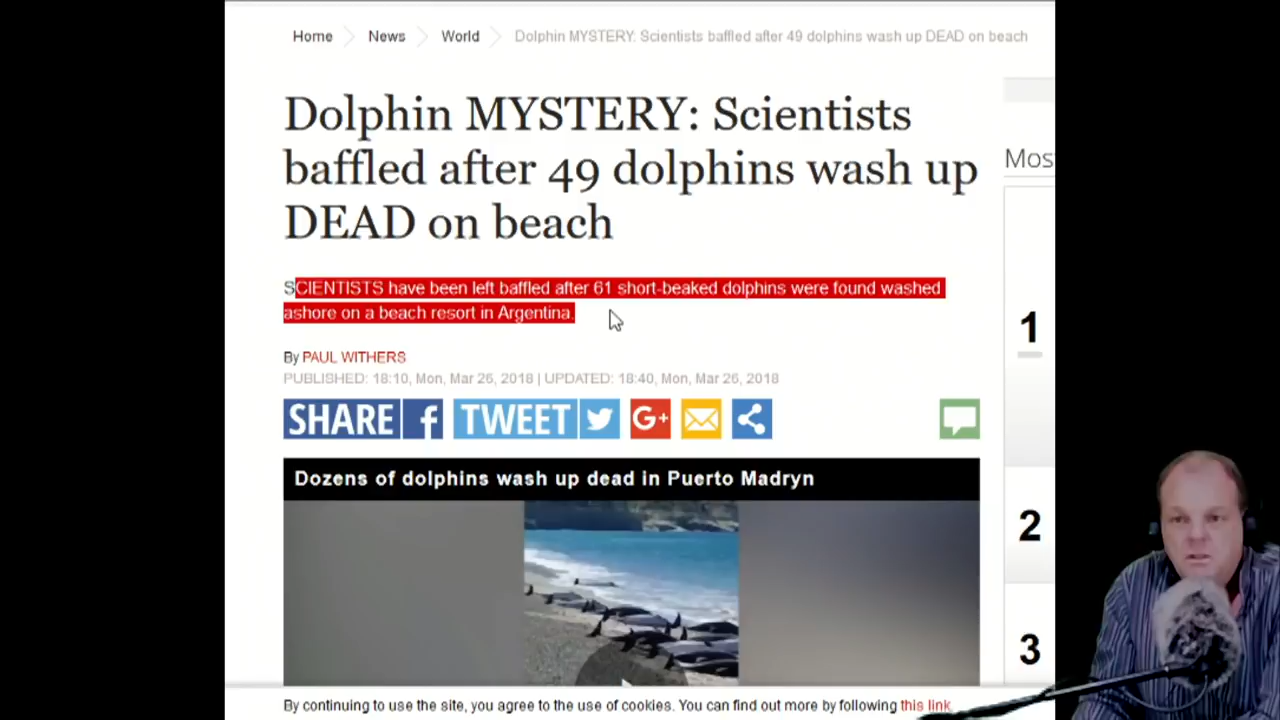 Home News World Dolphin MYSTERY: Scientists baffled after 49 dolphins wash up DEAD on beach
Dolphin MYSTERY: Scientists
baffled after 49 dolphins wash up
DEAD on beach
SCIENTISTS have been left baffled after 61 short-beaked dolphins were found washed
ashore on a beach resort in Argentina.
By PAUL WITHERS
PUBLISHED: 18:10, Mon, Mar 26, 2018 | UPDATED: 18:40, Mon, Mar 26, 2018
SHARE f TWEET G+
Dozens of dolphins wash up dead in Puerto Madryn
Mos
1
2
3
By continuing to use the site, you agree to the use of cookies. You can find out more by following this link.